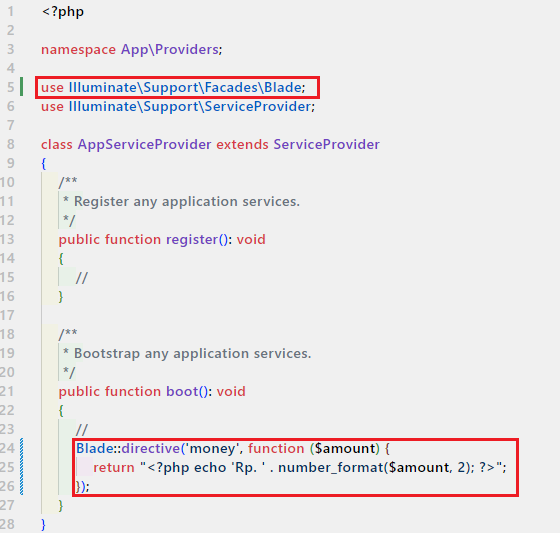 1 <?php
2
3 namespace App\Providers;
4
5 use Illuminate\Support\Facades\Blade;
6 use Illuminate\Support\ServiceProvider;
7
8 class AppServiceProvider extends ServiceProvider
9 {
10 /**
11 * Register any application services.
12 */
13 public function register(): void
14 {
15 //
16 }
17
18 /**
19 * Bootstrap any application services.
20 */
21 public function boot(): void
22 {
23 //
24 Blade::directive('money', function ($amount) {
25 return "<?php echo 'Rp. ' . number_format($amount, 2); ?>";
26 });
27 }
28 }